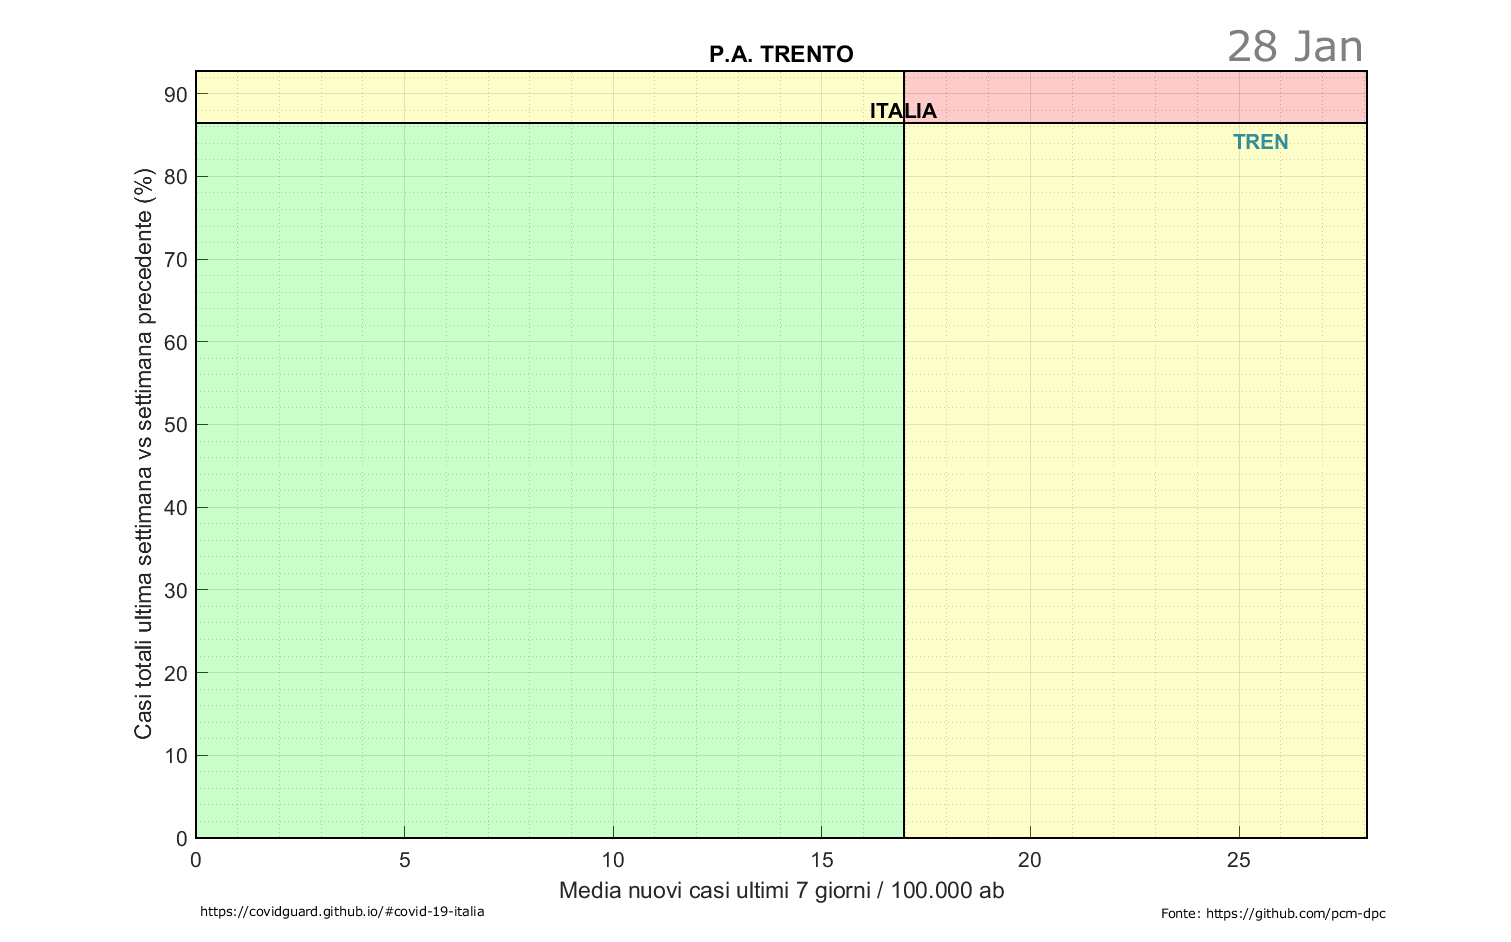 28 Jan
P.A. TRENTO
90
ITALIA
TREN
80
70
60
50
40
30
20
10
0
Casi totali ultima settimana vs settimana precedente (%)
0 5 10 15 20 25
Media nuovi casi ultimi 7 giorni / 100.000 ab
https://covidguard.github.io/#covid-19-italia
Fonte: https://github.com/pcm-dpc